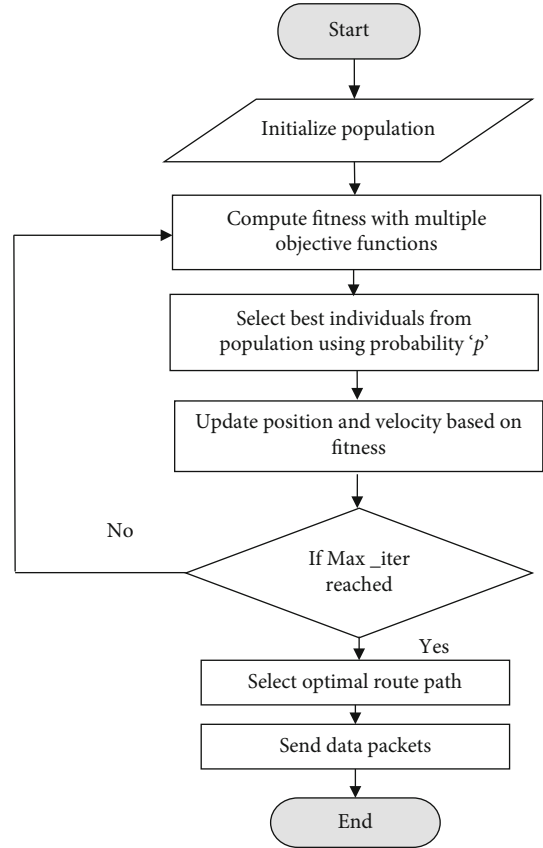 Start
Initialize population
Compute fitness with multiple
objective functions
Select best individuals from
population using probability ‘p’
Update position and velocity based on
fitness
No
If Max _iter
reached
Yes
Select optimal route path
Send data packets
End